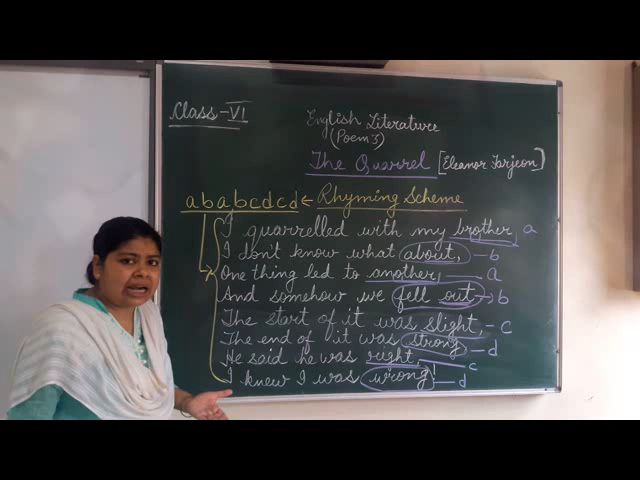 Class-VI
English Literature
(Poem 3)
The Quarrel [Eleanor Farjeon]
ababcdcd ← Rhyming Scheme
I quarrelled with my brother, a
I don't know what about, -b
One thing led to another, — a
And somehow we fell out - b
The start of it was slight, - c
The end of it was strong - d
He said he was right, — c
I knew I was wrong! — d